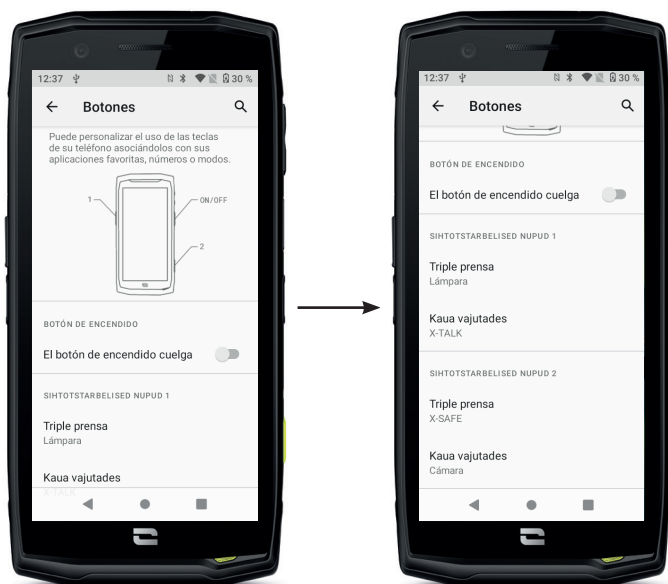 12:37 30 %
Botones
Puede personalizar el uso de las teclas
de su teléfono asociándolos con sus
aplicaciones favoritas, números o modos.
1 ON/OFF
2
BOTÓN DE ENCENDIDO
El botón de encendido cuelga
SIHTOTSTARBELISED NUPUD 1
Triple prensa
Lámpara
Kaua vajutades
X-TALK
12:37 30 %
Botones
BOTÓN DE ENCENDIDO
El botón de encendido cuelga
SIHTOTSTARBELISED NUPUD 1
Triple prensa
Lámpara
Kaua vajutades
X-TALK
SIHTOTSTARBELISED NUPUD 2
Triple prensa
X-SAFE
Kaua vajutades
Cámara